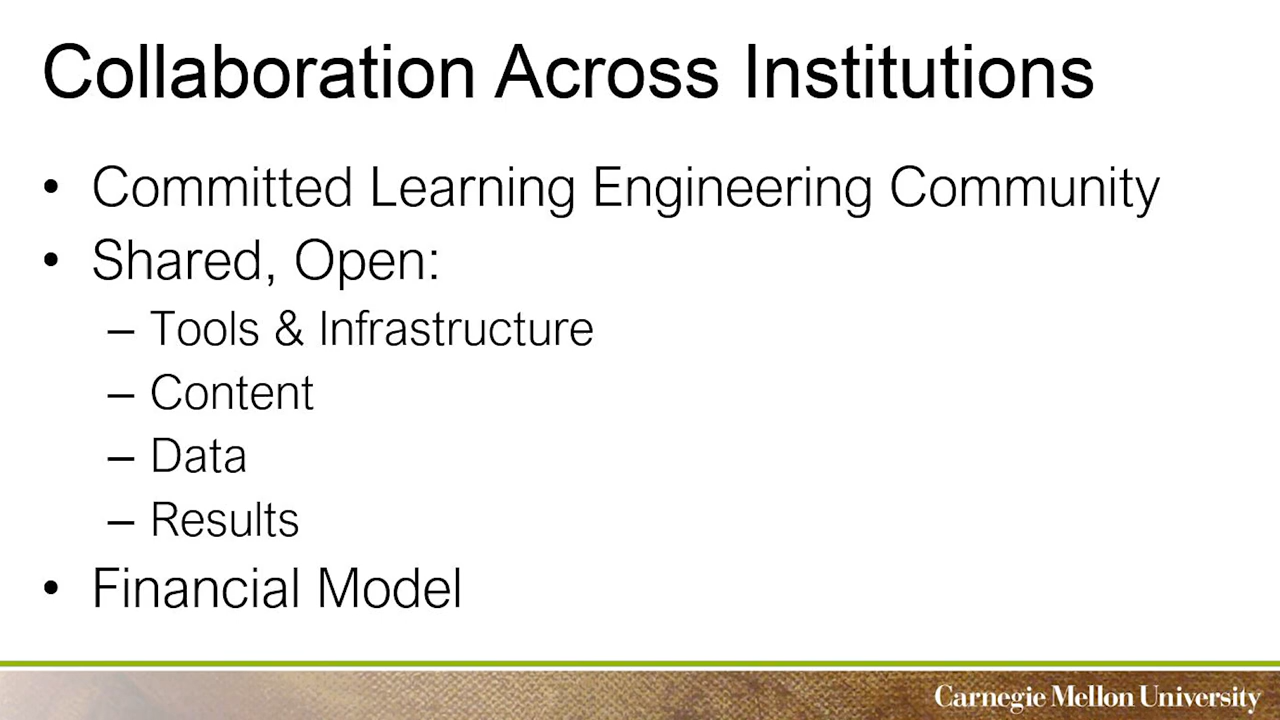 Collaboration Across Institutions
• Committed Learning Engineering Community
• Shared, Open:
– Tools & Infrastructure
– Content
– Data
– Results
• Financial Model
Carnegie Mellon University